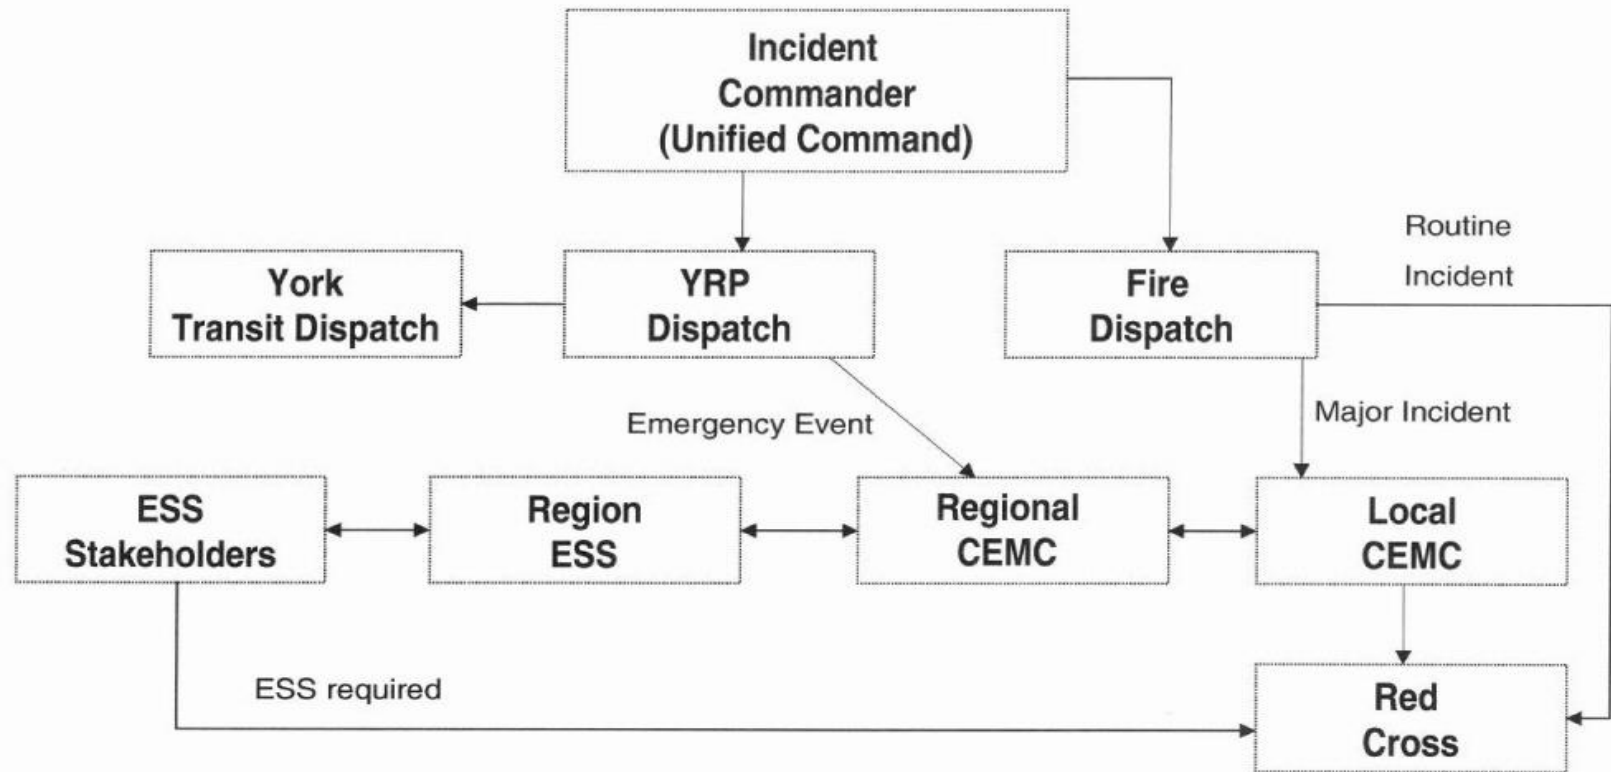 Incident
Commander
(Unified Command)
Routine
Incident
York
Transit Dispatch
YRP
Dispatch
Fire
Dispatch
Emergency Event
Major Incident
ESS
Stakeholders
Region
ESS
Regional
CEMC
Local
CEMC
ESS required
Red
Cross